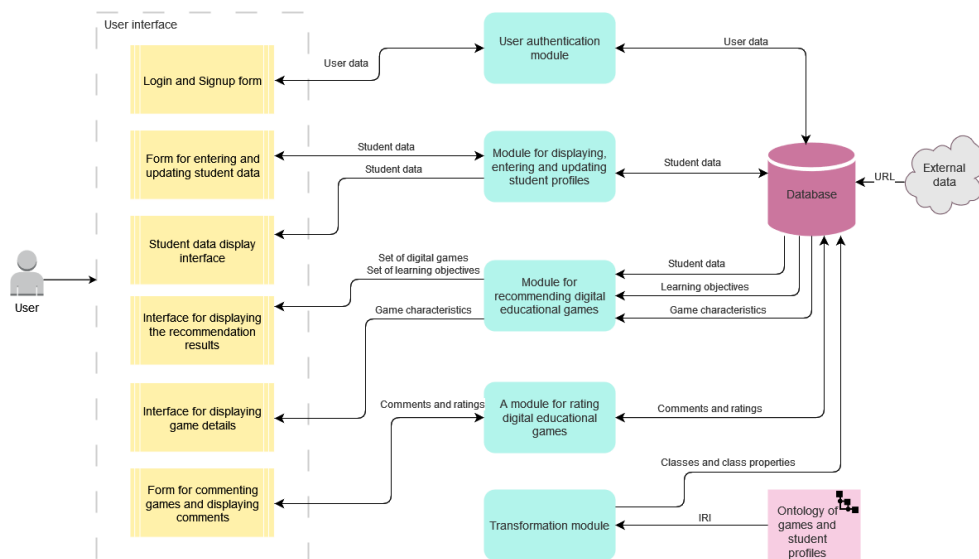 User interface
Login and Signup form
User data
User authentication
module
User data
Form for entering and
updating student data
Student data
Student data
Module for displaying,
entering and updating
student profiles
Student data
Database
URL
External
data
Student data display
interface
User
Set of digital games
Set of learning objectives
Interface for displaying
the recommendation
results
Game characteristics
Module for
recommending digital
educational games
Student data
Learning objectives
Game characteristics
Interface for displaying
game details
Comments and ratings
A module for rating
digital educational
games
Comments and ratings
Form for commenting
games and displaying
comments
Classes and class properties
Transformation module
IRI
Ontology of
games and
student
profiles